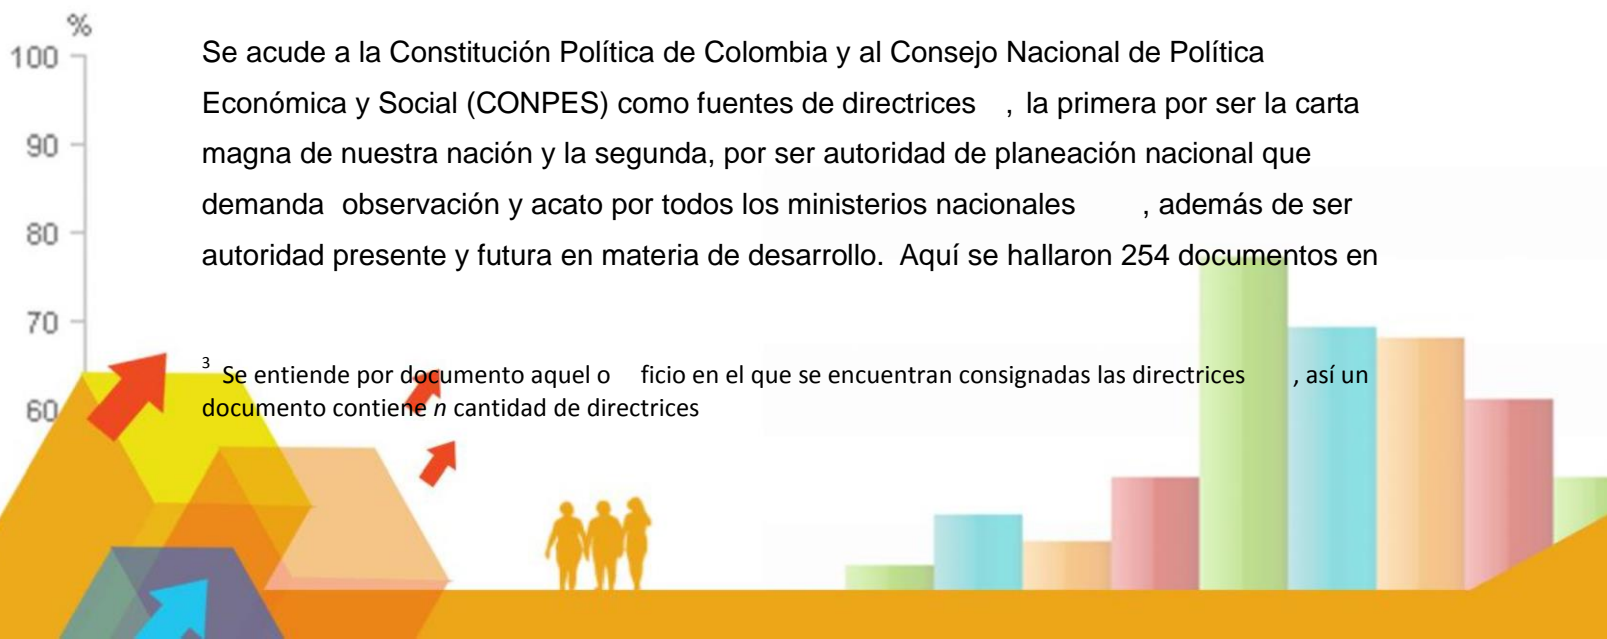 %
100
90
80
70
60
Se acude a la Constitución Política de Colombia y al Consejo Nacional de Política
Económica y Social (CONPES) como fuentes de directrices , la primera por ser la carta
magna de nuestra nación y la segunda, por ser autoridad de planeación nacional que
demanda observación y acato por todos los ministerios nacionales , además de ser
autoridad presente y futura en materia de desarrollo. Aquí se hallaron 254 documentos en
3 Se entiende por documento aquel o ficio en el que se encuentran consignadas las directrices , así un
documento contiene n cantidad de directrices